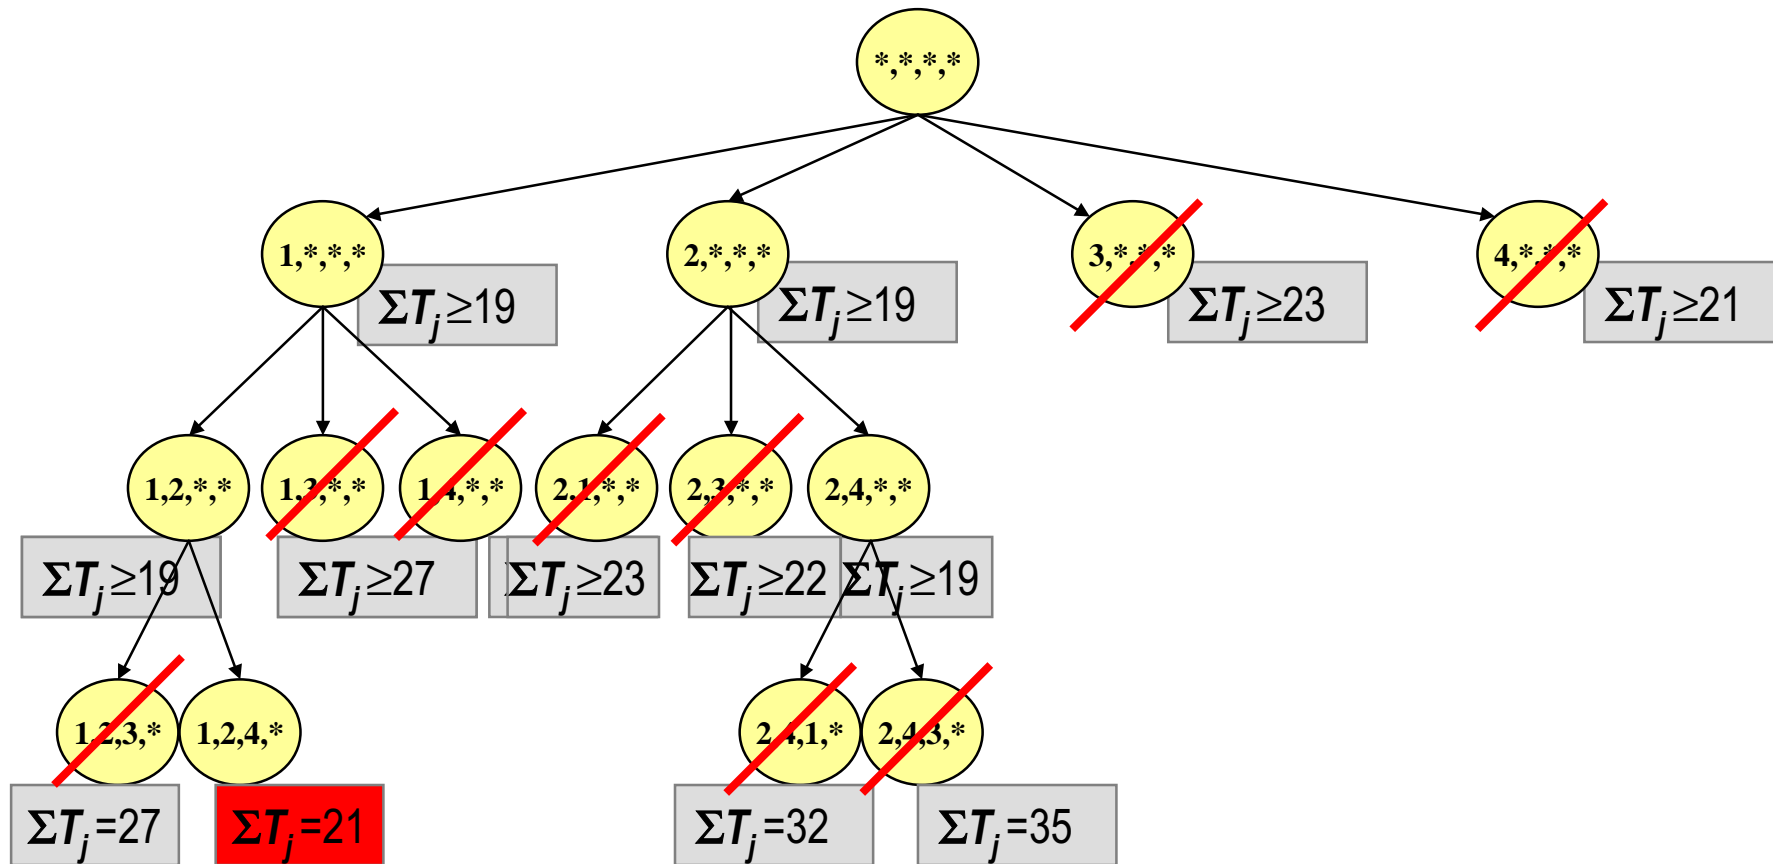 *,*,*,*
1,*,*,* 2,*,*,* 3,*,*,* 4,*,*,*
ΣTj ≥19 ΣTj ≥19 ΣTj ≥23 ΣTj ≥21
1,2,*,* 1,3,*,* 1,4,*,* 2,1,*,* 2,3,*,* 2,4,*,*
ΣTj ≥19 ΣTj ≥27 ΣTj ≥23 ΣTj ≥22 ΣTj ≥19
1,2,3,* 1,2,4,* 2,4,1,* 2,4,3,*
ΣTj =27 ΣTj =21 ΣTj =32 ΣTj =35